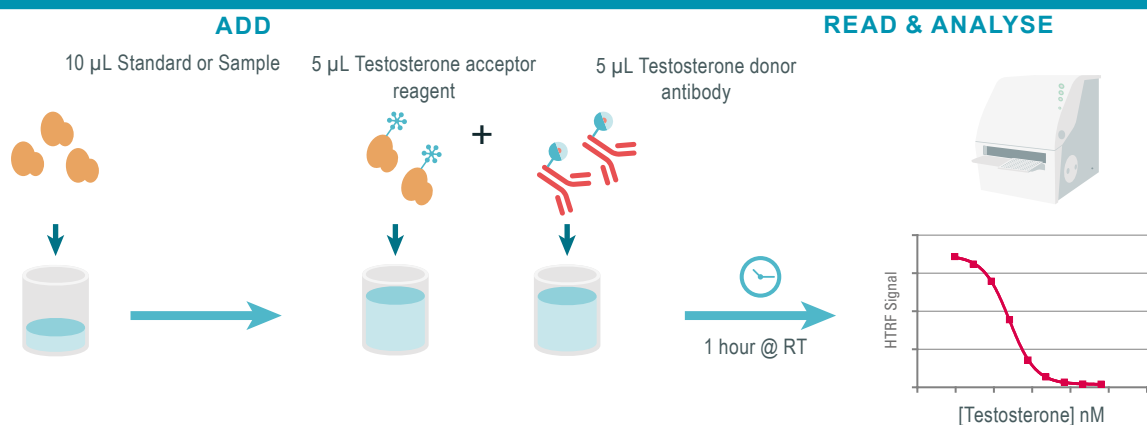 ADD
READ & ANALYSE
10 µL Standard or Sample
5 µL Testosterone acceptor
reagent
+
5 µL Testosterone donor
antibody
1 hour @ RT
HTRF Signal
[Testosterone] nM